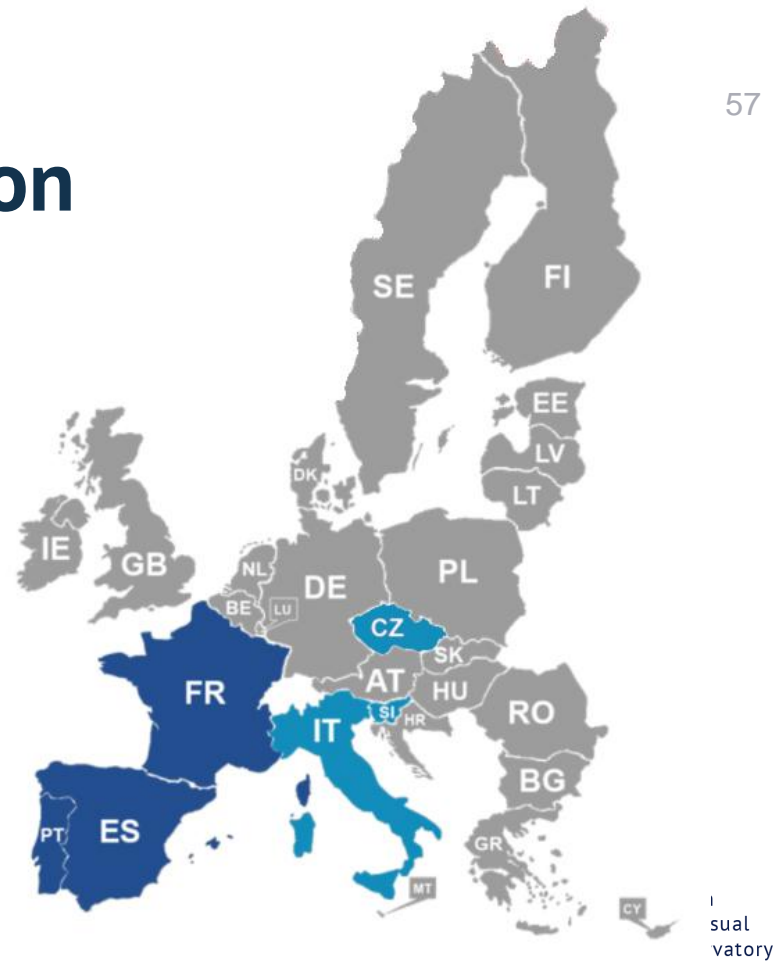 57
on
SE
FI
EE
LV
LT
DK
IE
GB
NL
DE
PL
BE
LU
CZ
SK
FR
AT
HU
SI
HR
RO
IT
BG
PT
ES
GR
MT
CY
sual
vatory